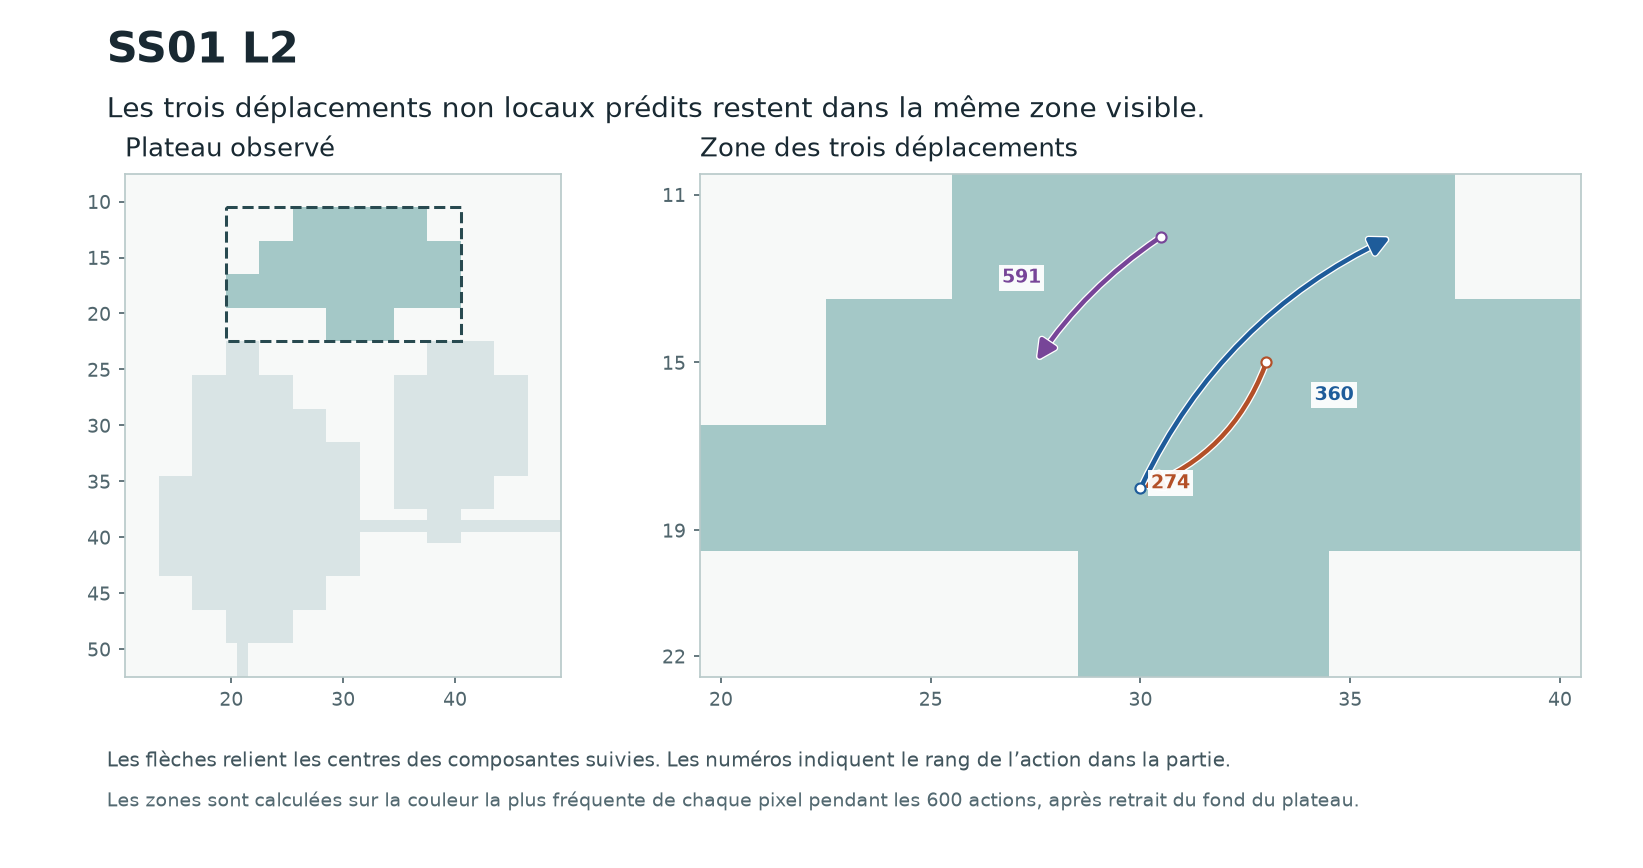 SS01 L2
Les trois déplacements non locaux prédits restent dans la même zone visible.
Plateau observé
10
15
20
25
30
35
40
45
50
20 30 40
Zone des trois déplacements
11
15
19
22
591
360
274
20 25 30 35 40
Les flèches relient les centres des composantes suivies. Les numéros indiquent le rang de l’action dans la partie.
Les zones sont calculées sur la couleur la plus fréquente de chaque pixel pendant les 600 actions, après retrait du fond du plateau.